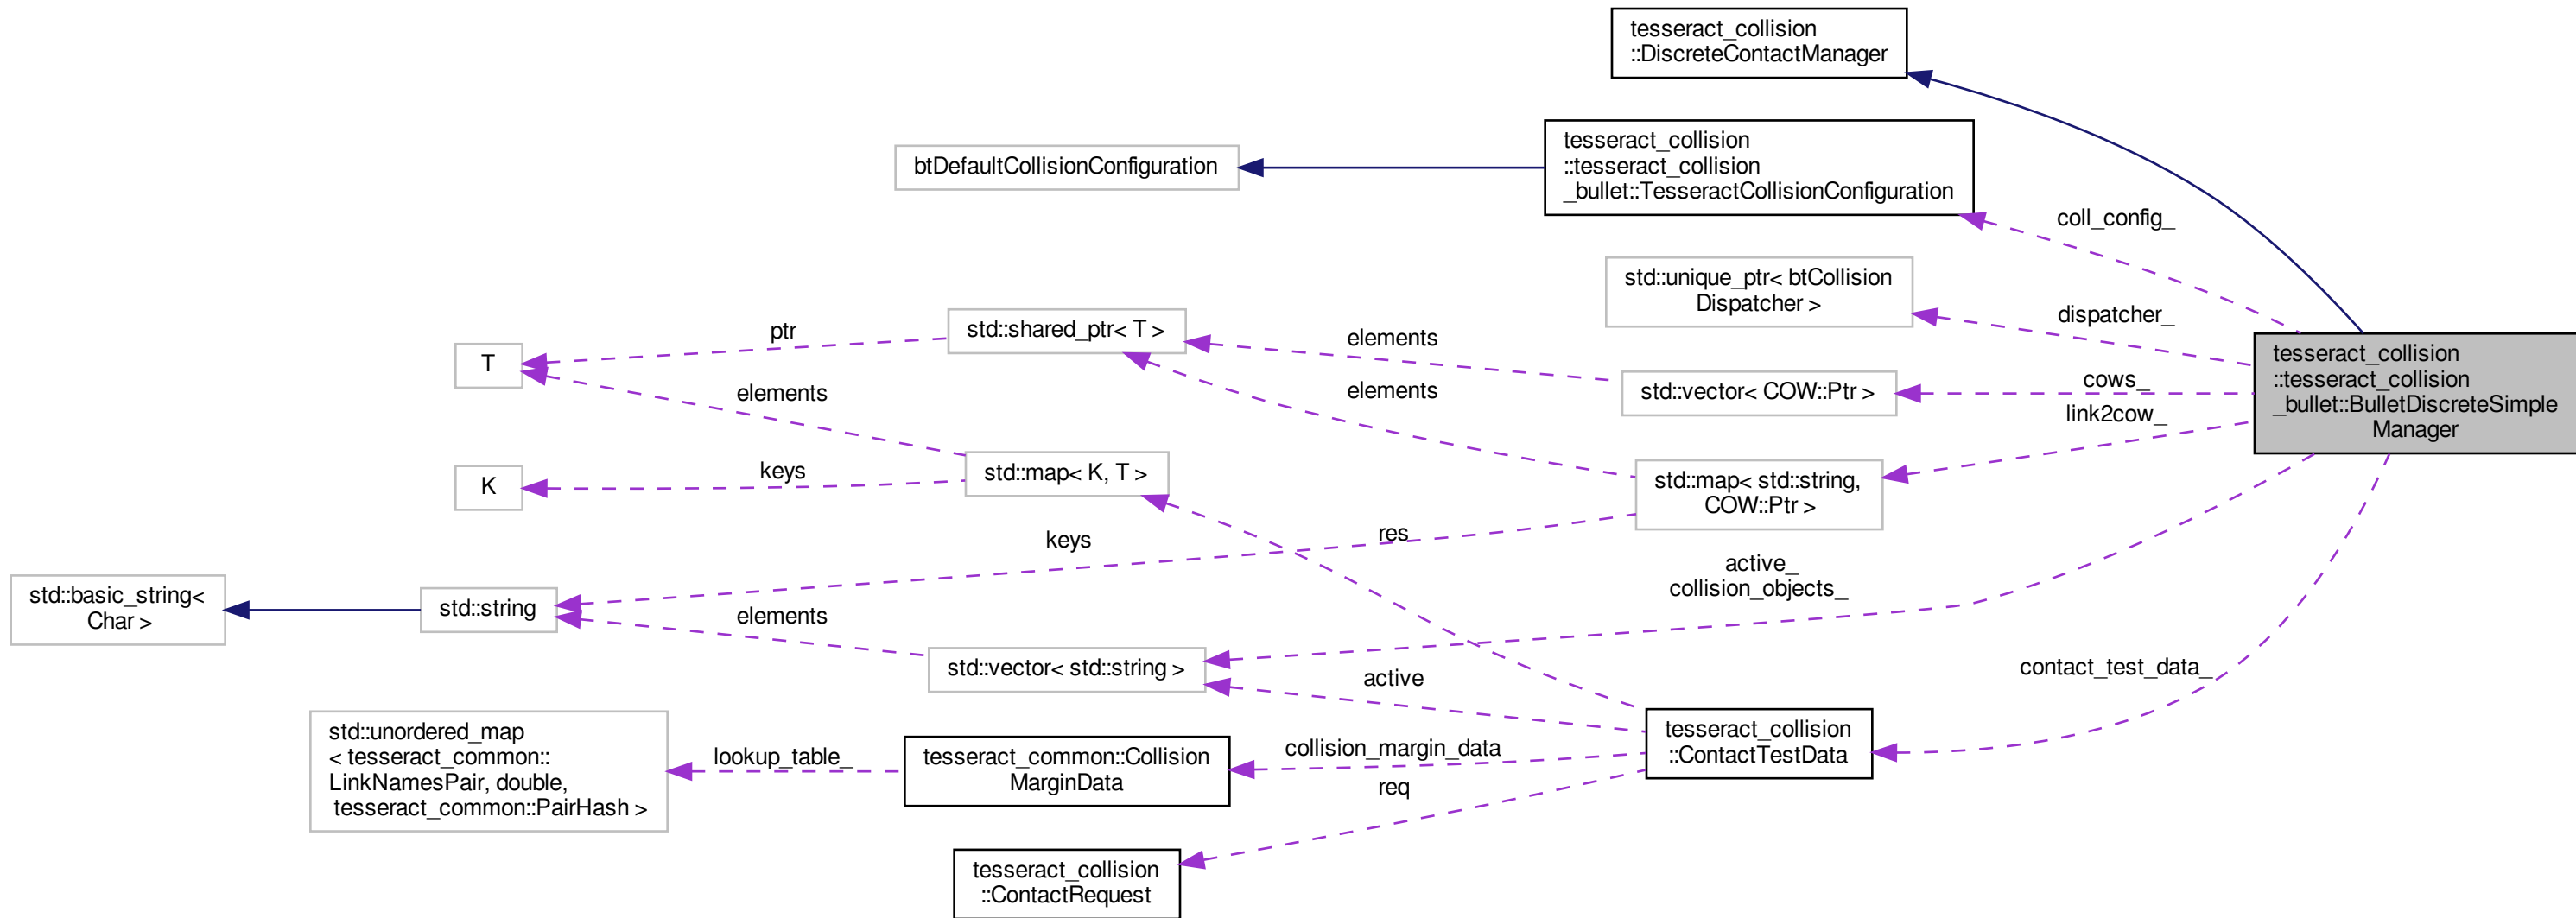 tesseract_collision
::DiscreteContactManager
tesseract_collision
::tesseract_collision
_bullet::TesseractCollisionConfiguration
btDefaultCollisionConfiguration
coll_config_
std::unique_ptr< btCollision
Dispatcher >
dispatcher_
std::shared_ptr< T >
ptr
T
elements
elements
std::vector< COW::Ptr >
cows_
tesseract_collision
::tesseract_collision
_bullet::BulletDiscreteSimple
Manager
elements
link2cow_
std::map< K, T >
keys
K
std::map< std::string,
COW::Ptr >
res
keys
active_
collision_objects_
std::basic_string<
Char >
std::string
elements
std::vector< std::string >
active
contact_test_data_
std::unordered_map
< tesseract_common::
LinkNamesPair, double,
tesseract_common::PairHash >
lookup_table_
tesseract_common::Collision
MarginData
collision_margin_data
tesseract_collision
::ContactTestData
req
tesseract_collision
::ContactRequest